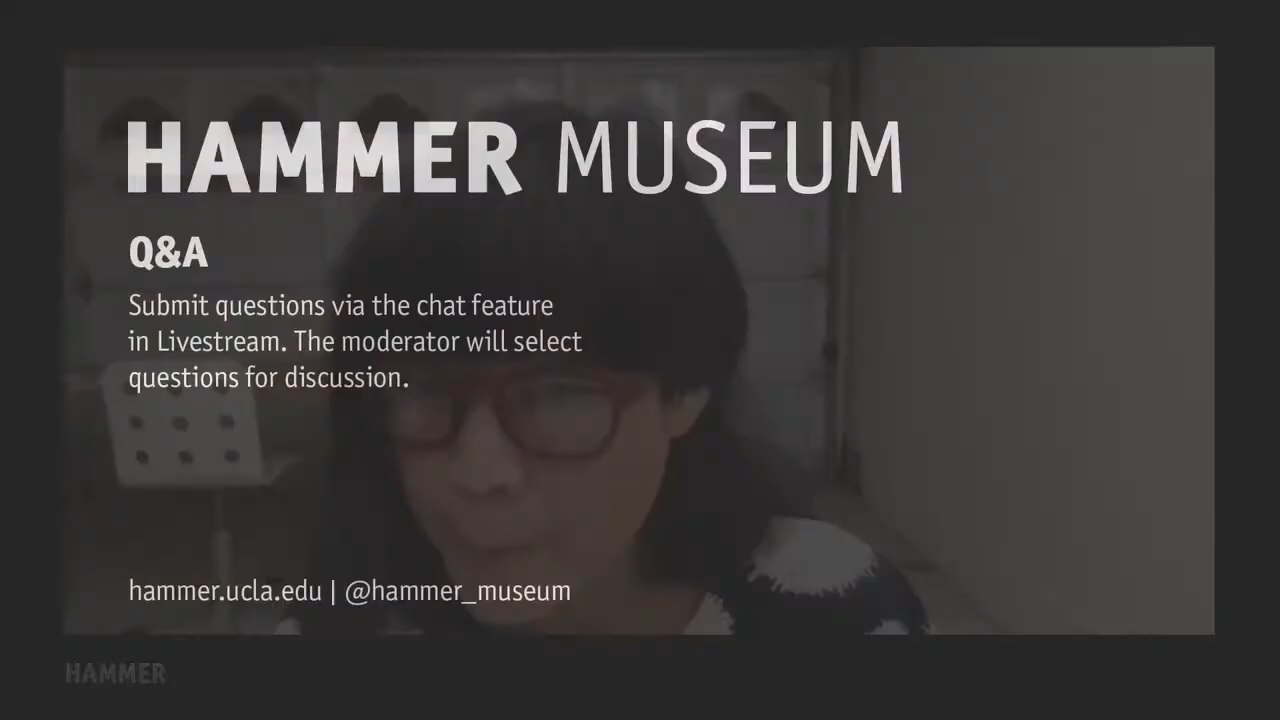 HAMMER MUSEUM
Q&A
Submit questions via the chat feature
in Livestream. The moderator will select
questions for discussion.
hammer.ucla.edu | @hammer_museum
HAMMER